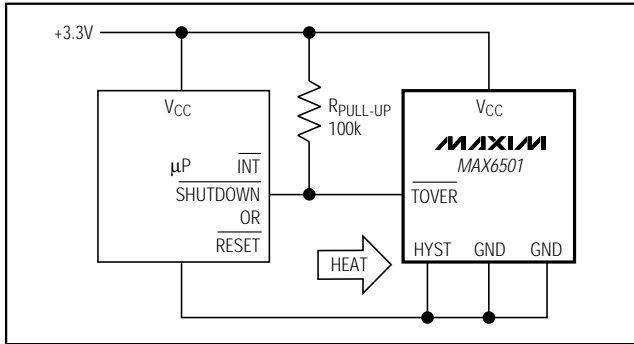 +3.3V
VCC
µP
INT
SHUTDOWN
OR
RESET
RPULL-UP
100k
HEAT
VCC
MAXIM
MAX6501
TOVER
HYST GND GND